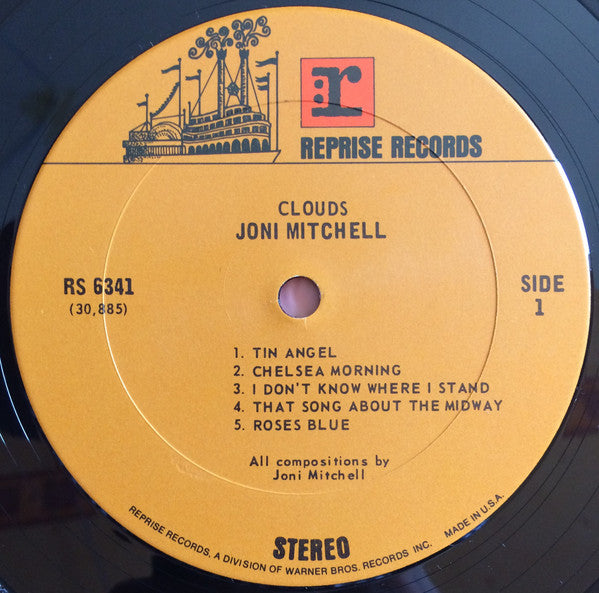 r
REPRISE RECORDS
CLOUDS
JONI MITCHELL
RS 6341
(30,885)
SIDE
1
1. TIN ANGEL
2. CHELSEA MORNING
3. I DON'T KNOW WHERE I STAND
4. THAT SONG ABOUT THE MIDWAY
5. ROSES BLUE
All compositions by
Joni Mitchell
STEREO
REPRISE RECORDS, A DIVISION OF WARNER BROS. RECORDS INC. MADE IN U.S.A.